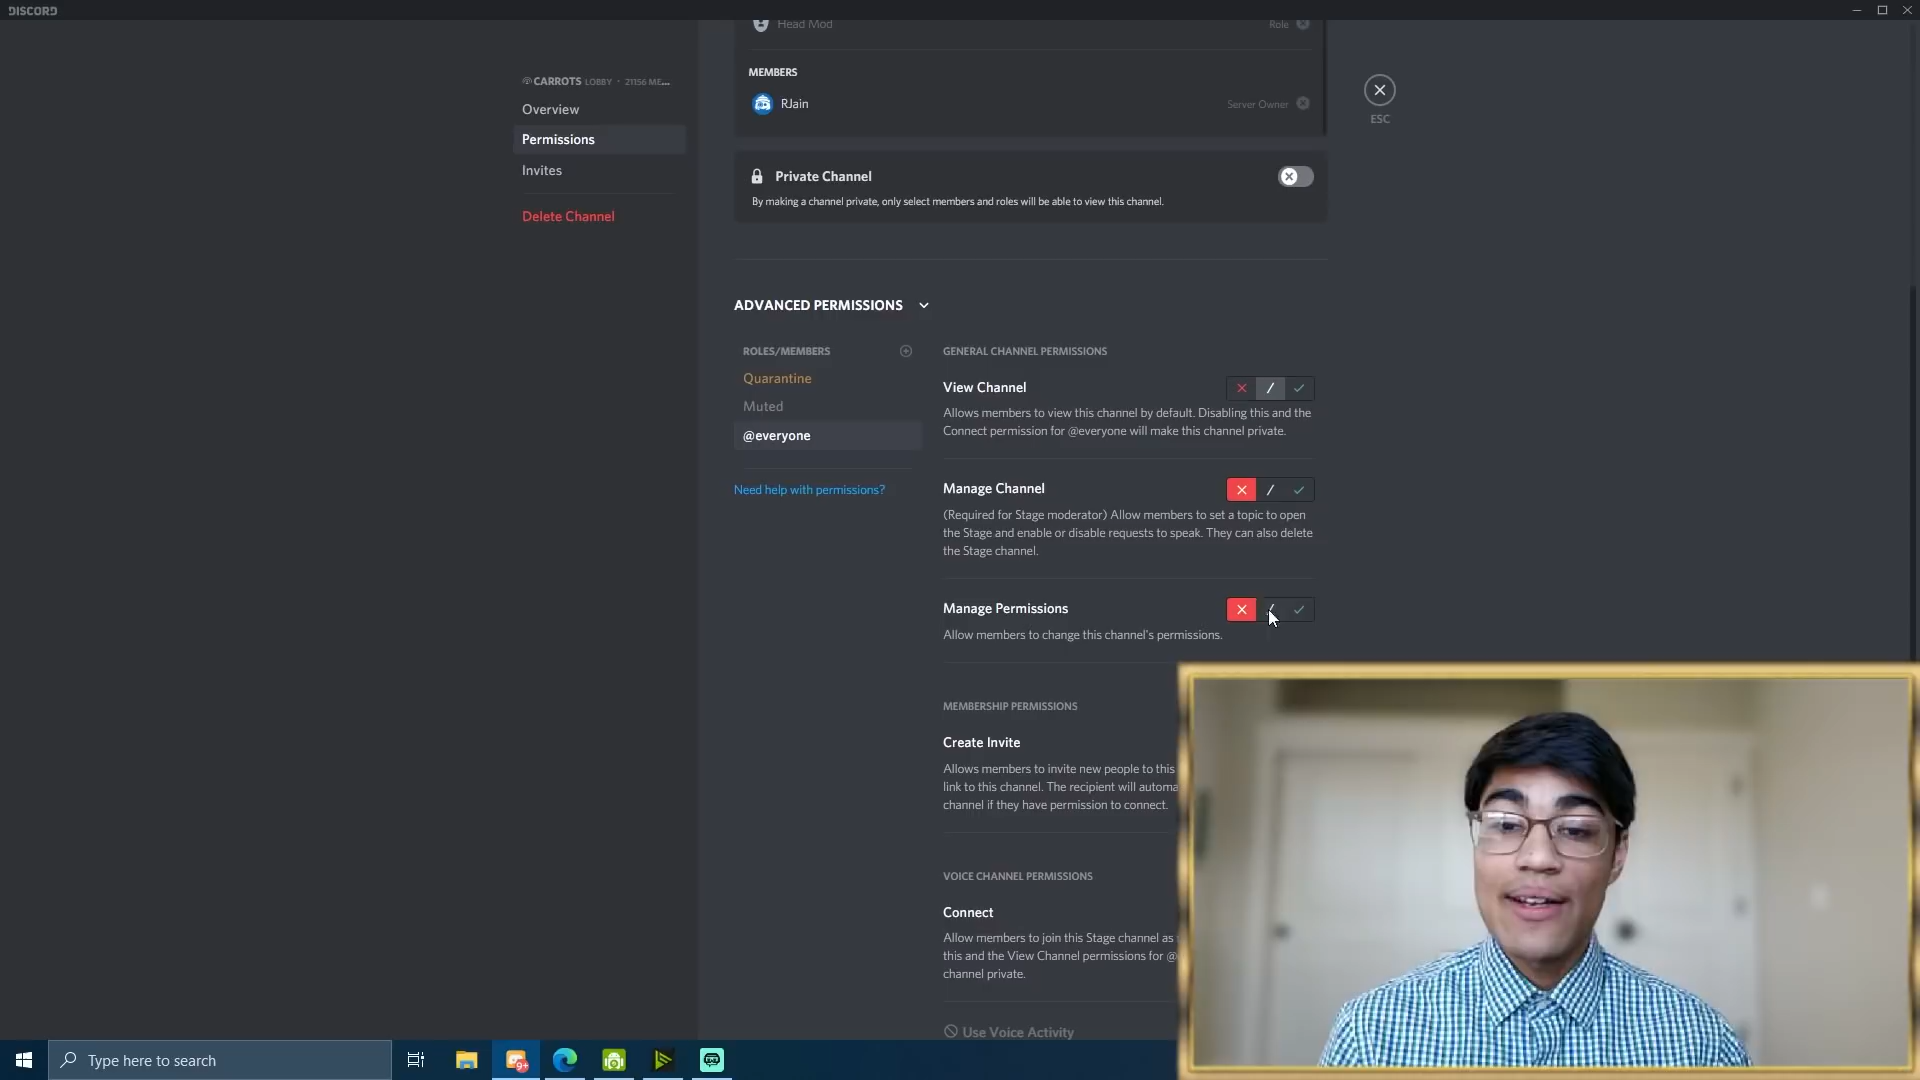 DISCORD
Head Mod
Role
MEMBERS
RJain
Server Owner
CARROTS LOBBY • 21156 ME...
Overview
Permissions
Invites
Delete Channel
ESC
Private Channel
By making a channel private, only select members and roles will be able to view this channel.
ADVANCED PERMISSIONS
ROLES/MEMBERS
Quarantine
Muted
@everyone
Need help with permissions?
GENERAL CHANNEL PERMISSIONS
View Channel
Allows members to view this channel by default. Disabling this and the
Connect permission for @everyone will make this channel private.
Manage Channel
(Required for Stage moderator) Allow members to set a topic to open
the Stage and enable or disable requests to speak. They can also delete
the Stage channel.
Manage Permissions
Allow members to change this channel's permissions.
MEMBERSHIP PERMISSIONS
Create Invite
Allows members to invite new people to this
link to this channel. The recipient will automa
channel if they have permission to connect.
VOICE CHANNEL PERMISSIONS
Connect
Allow members to join this Stage channel as
this and the View Channel permissions for @
channel private.
Use Voice Activity
Type here to search
9+